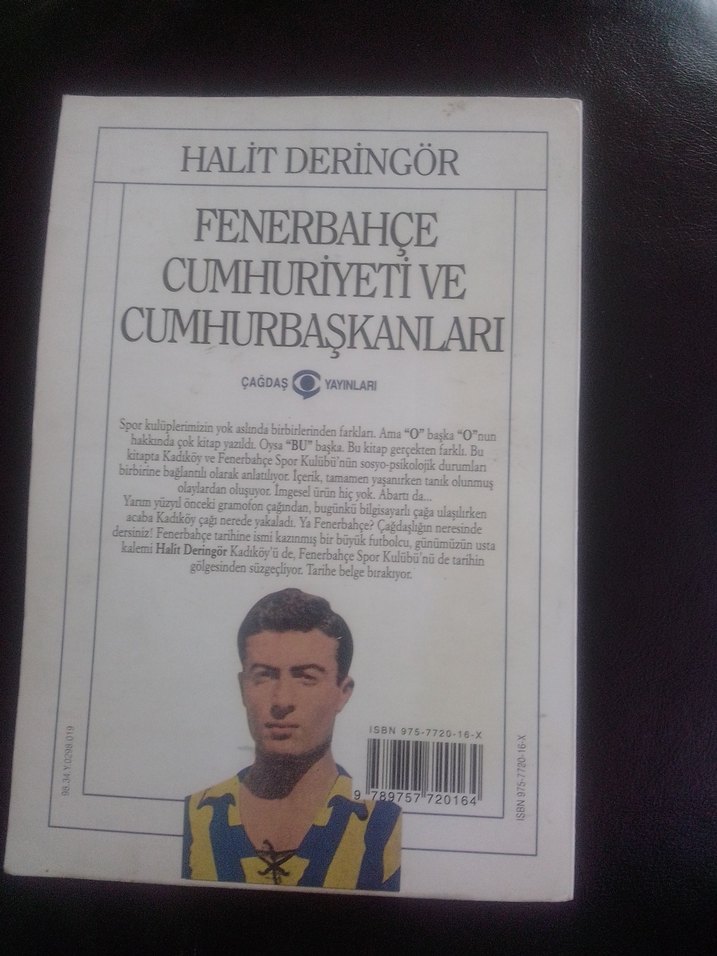 HALİT DERİNGÖR
FENERBAHÇE
CUMHURİYETİ VE
CUMHURBAŞKANLARI
ÇAĞDAŞ YAYINLARI
Spor kulüplerimizin yok aslında birbirlerinden farkları. Ama “O” başka “O”nun
hakkında çok kitap yazıldı. Oysa “BU” başka. Bu kitap gerçekten farklı. Bu
kitapta Kadıköy ve Fenerbahçe Spor Kulübü'nün sosyo-psikolojik durumları
birbirine bağlantılı olarak anlatılıyor. İçerik, tamamen yaşanırken tanık olunmuş
olaylardan oluşuyor. İmgesel ürün hiç yok. Abartı da...
Yarım yüzyıl önceki gramofon çağından, bugünkü bilgisayarlı çağa ulaşılırken
acaba Kadıköy çağı nerede yakaladı. Ya Fenerbahçe? Çağdaşlığın neresinde
dersiniz! Fenerbahçe tarihine ismi kazınmış bir büyük futbolcu, günümüzün usta
kalemi Halit Deringör Kadıköy'ü de, Fenerbahçe Spor Kulübü'nü de tarihin
gölgesinden süzgeçliyor. Tarihe belge bırakıyor.
ISBN 975-7720-16-X
9 789757 720164
98.34.Y.0298.019
ISBN 975-7720-16-X